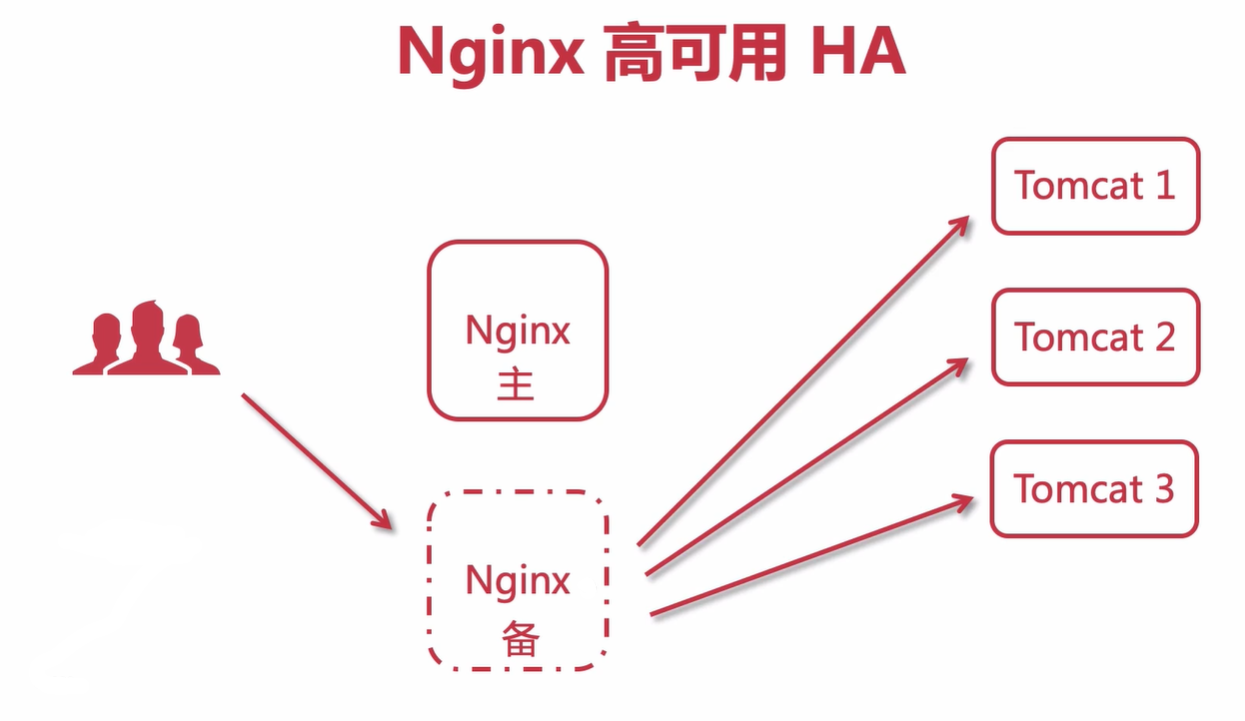 Nginx 高可用 HA
Tomcat 1
Nginx
主
Tomcat 2
Tomcat 3
Nginx
备